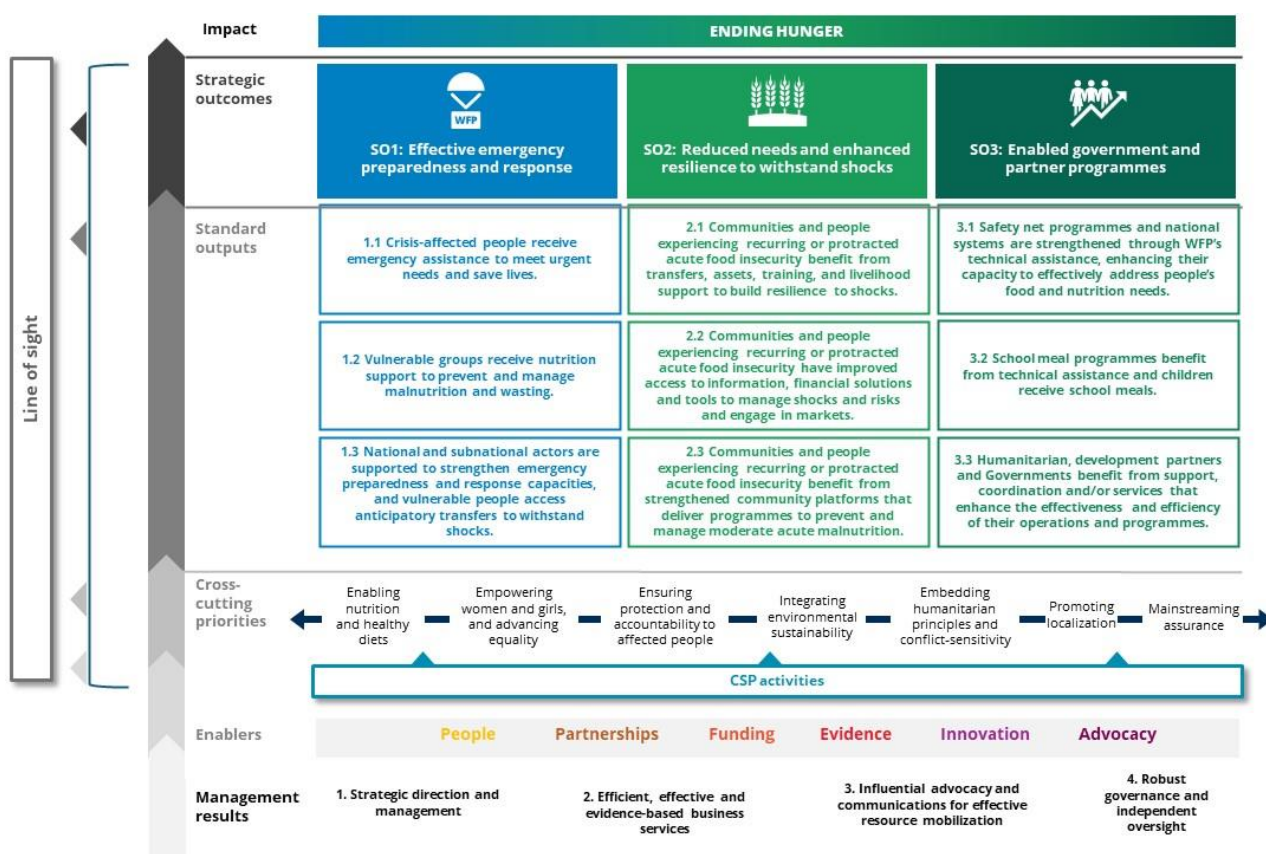 Impact
ENDING HUNGER
Line of sight
Strategic
outcomes
WFP
SO1: Effective emergency
preparedness and response
SO2: Reduced needs and enhanced
resilience to withstand shocks
SO3: Enabled government and
partner programmes
Standard
outputs
1.1 Crisis-affected people receive
emergency assistance to meet urgent
needs and save lives.
2.1 Communities and people
experiencing recurring or protracted
acute food insecurity benefit from
transfers, assets, training, and livelihood
support to build resilience to shocks.
3.1 Safety net programmes and national
systems are strengthened through WFP's
technical assistance, enhancing their
capacity to effectively address people's
food and nutrition needs.
1.2 Vulnerable groups receive nutrition
support to prevent and manage
malnutrition and wasting.
2.2 Communities and people
experiencing recurring or protracted
acute food insecurity have improved
access to information, financial solutions
and tools to manage shocks and risks
and engage in markets.
3.2 School meal programmes benefit
from technical assistance and children
receive school meals.
1.3 National and subnational actors are
supported to strengthen emergency
preparedness and response capacities,
and vulnerable people access
anticipatory transfers to withstand
shocks.
2.3 Communities and people
experiencing recurring or protracted
acute food insecurity benefit from
strengthened community platforms that
deliver programmes to prevent and
manage moderate acute malnutrition.
3.3 Humanitarian, development partners
and Governments benefit from support,
coordination and/or services that
enhance the effectiveness and efficiency
of their operations and programmes.
Cross-
cutting
priorities
Enabling
nutrition
and healthy
diets
Empowering
women and girls,
and advancing
equality
Ensuring
protection and
accountability to
affected people
Integrating
environmental
sustainability
Embedding
humanitarian
principles and
conflict-sensitivity
Promoting
localization
Mainstreaming
assurance
CSP activities
Enablers
People
Partnerships
Funding
Evidence
Innovation
Advocacy
Management
results
1. Strategic direction and
management
2. Efficient, effective and
evidence-based business
services
3. Influential advocacy and
communications for effective
resource mobilization
4. Robust
governance and
independent
oversight